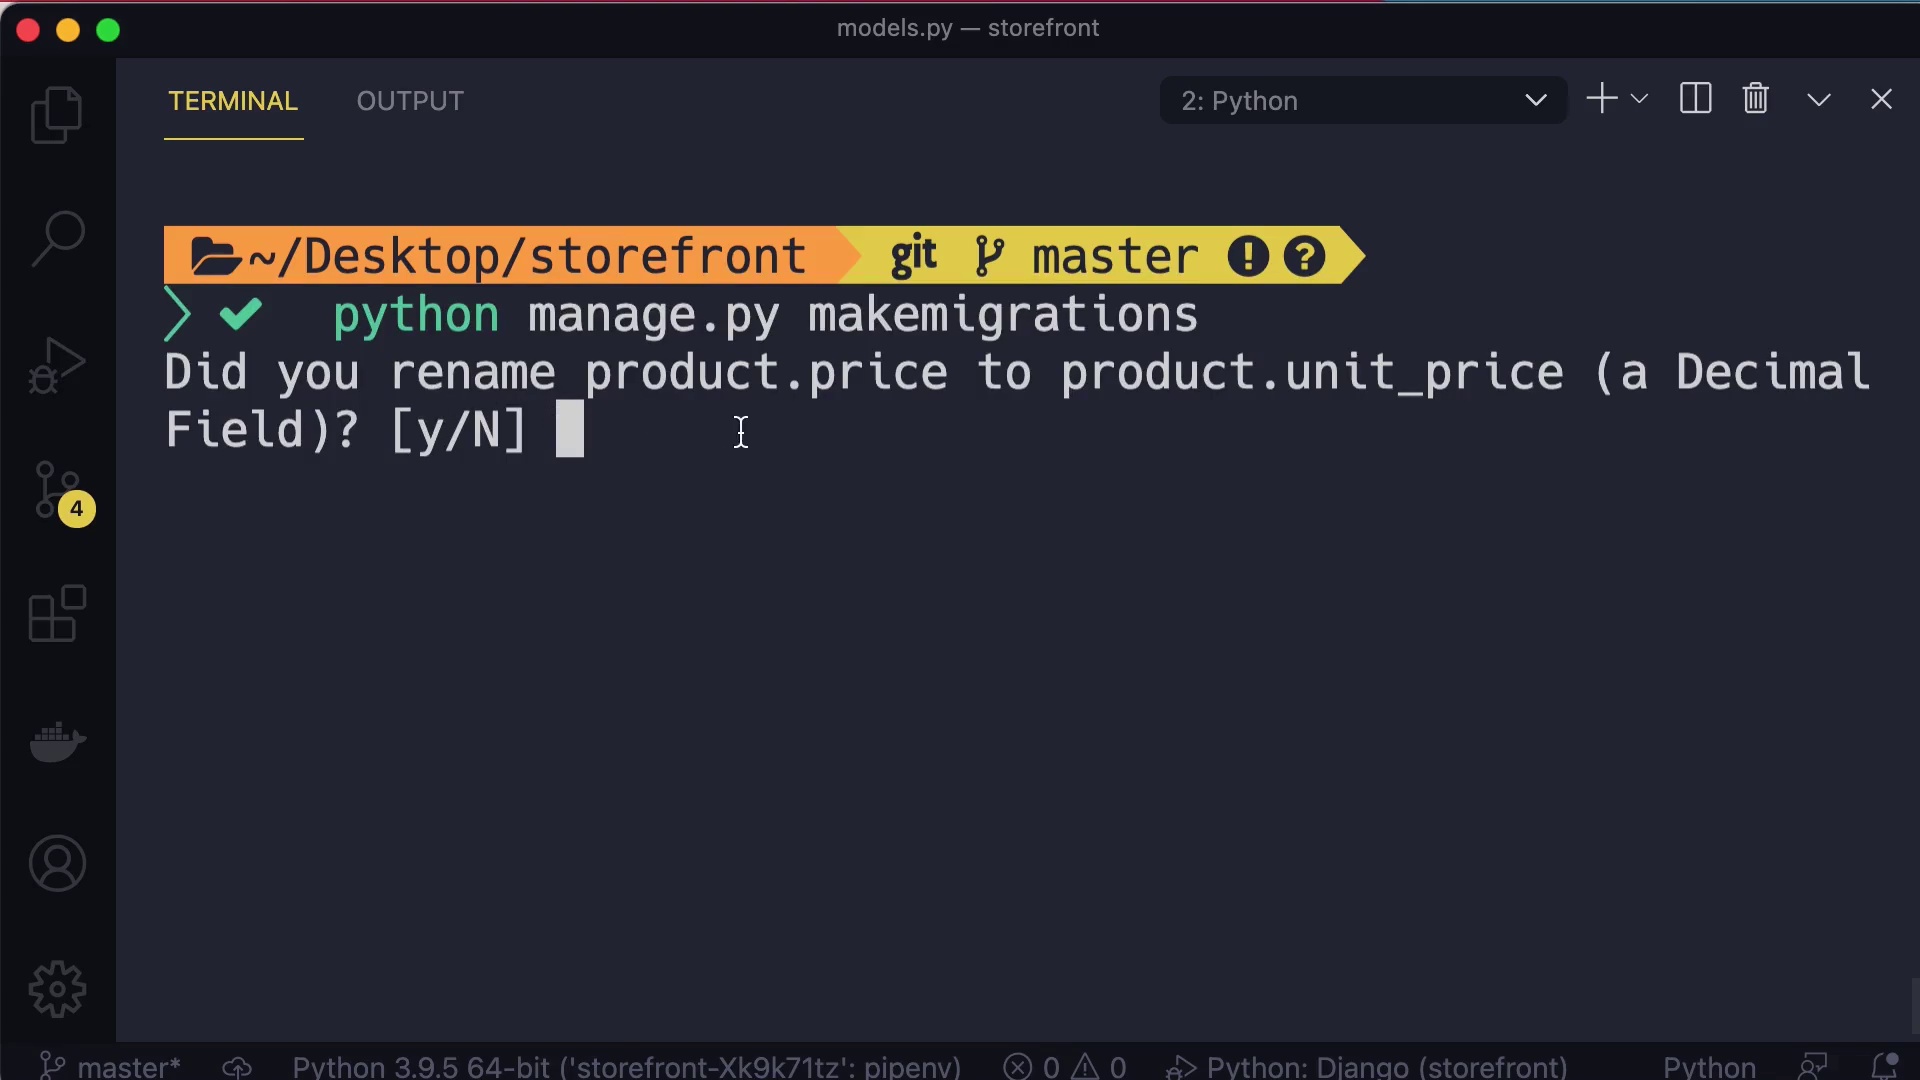 models.py — storefront
TERMINAL OUTPUT 2: Python
~/Desktop/storefront git master ! ?
python manage.py makemigrations
Did you rename product.price to product.unit_price (a Decimal
Field)? [y/N]
4
master* Python 3.9.5 64-bit ('storefront-Xk9k71tz': pipenv) 0 0 Python: Django (storefront) Python